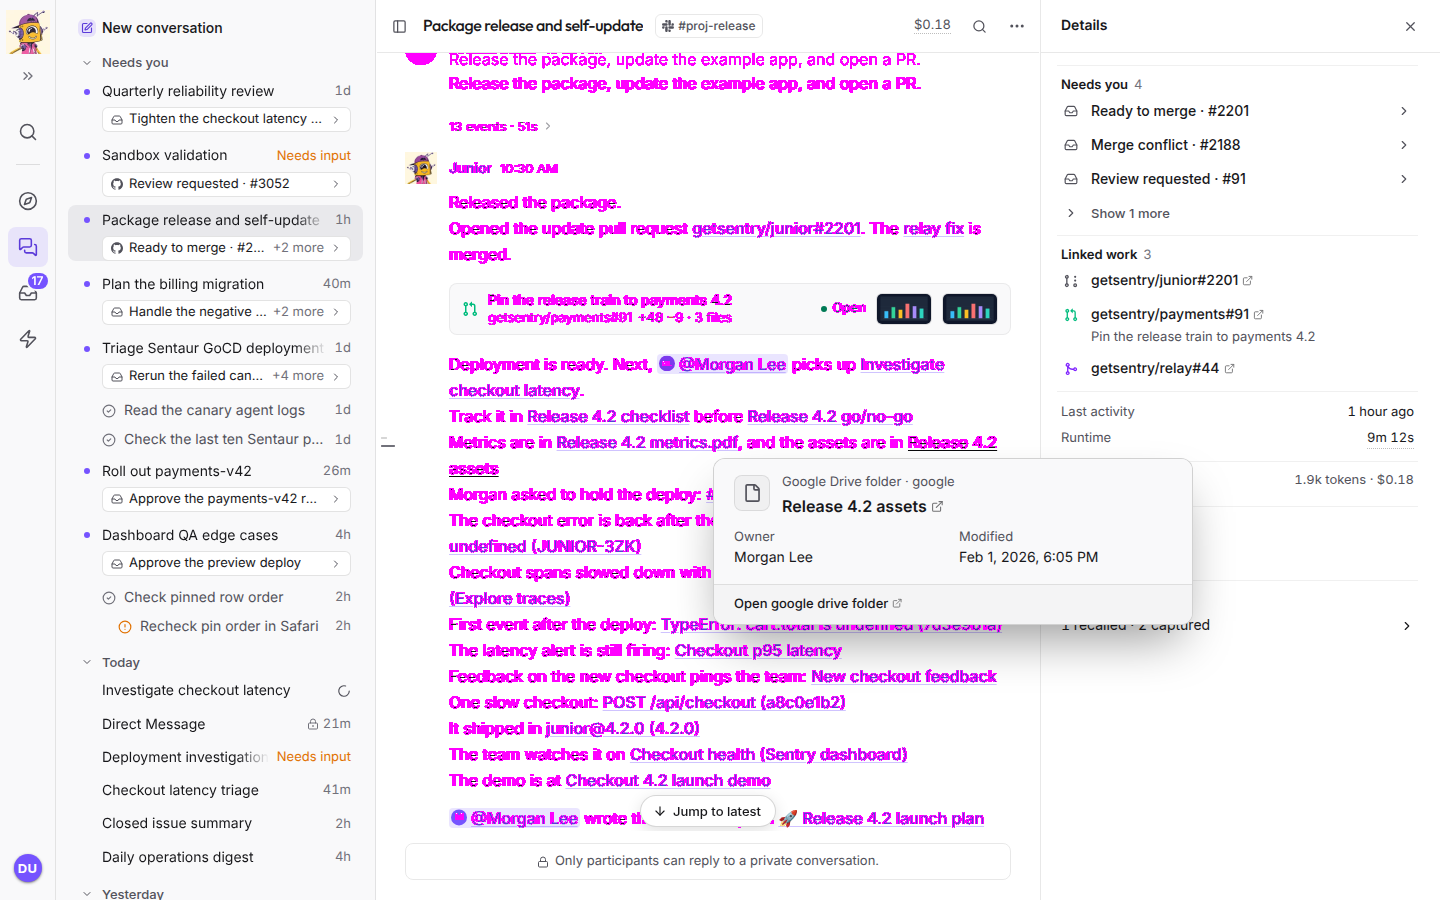 New conversation
Needs you
Quarterly reliability review 1d
Tighten the checkout latency ...
Sandbox validation Needs input
Review requested · #3052
Package release and self-update 1h
Ready to merge · #2... +2 more
Plan the billing migration 40m
Handle the negative ... +2 more
Triage Sentaur GoCD deployment 1d
Rerun the failed can... +4 more
Read the canary agent logs 1d
Check the last ten Sentaur p... 1d
Roll out payments-v42 26m
Approve the payments-v42 r...
Dashboard QA edge cases 4h
Approve the preview deploy
Check pinned row order 2h
Recheck pin order in Safari 2h
Today
Investigate checkout latency
Direct Message 21m
Deployment investigation Needs input
Checkout latency triage 41m
Closed issue summary 2h
Daily operations digest 4h
Yesterday
17
DU
Package release and self-update #proj-release $0.18
Release the package, update the example app, and open a PR.
Release the package, update the example app, and open a PR.
13 events · 51s
Junior 10:30 AM
Released the package.
Opened the update pull request getsentry/junior#2201. The relay fix is
merged.
Pin the release train to payments 4.2
getsentry/payments#91 +48 −9 · 3 files
Open
Deployment is ready. Next, @Morgan Lee picks up Investigate
checkout latency.
Track it in Release 4.2 checklist before Release 4.2 go/no-go
Metrics are in Release 4.2 metrics.pdf, and the assets are in Release 4.2
assets
Morgan asked to hold the deploy: #
The checkout error is back after the
undefined (JUNIOR-3ZK)
Checkout spans slowed down with
(Explore traces)
First event after the deploy: TypeError: cart.total is undefined
The latency alert is still firing: Checkout p95 latency
Feedback on the new checkout pings the team: New checkout feedback
One slow checkout: POST /api/checkout (a8c0e1b2)
It shipped in junior@4.2.0 (4.2.0)
The team watches it on Checkout health (Sentry dashboard)
The demo is at Checkout 4.2 launch demo
@Morgan Lee wrote 🚀 Release 4.2 launch plan
Jump to latest
Only participants can reply to a private conversation.
Google Drive folder · google
Release 4.2 assets
Owner Modified
Morgan Lee Feb 1, 2026, 6:05 PM
Open google drive folder
Details
Needs you 4
Ready to merge · #2201
Merge conflict · #2188
Review requested · #91
Show 1 more
Linked work 3
getsentry/junior#2201
getsentry/payments#91
Pin the release train to payments 4.2
getsentry/relay#44
Last activity 1 hour ago
Runtime 9m 12s
1.9k tokens · $0.18
1 recalled · 2 captured